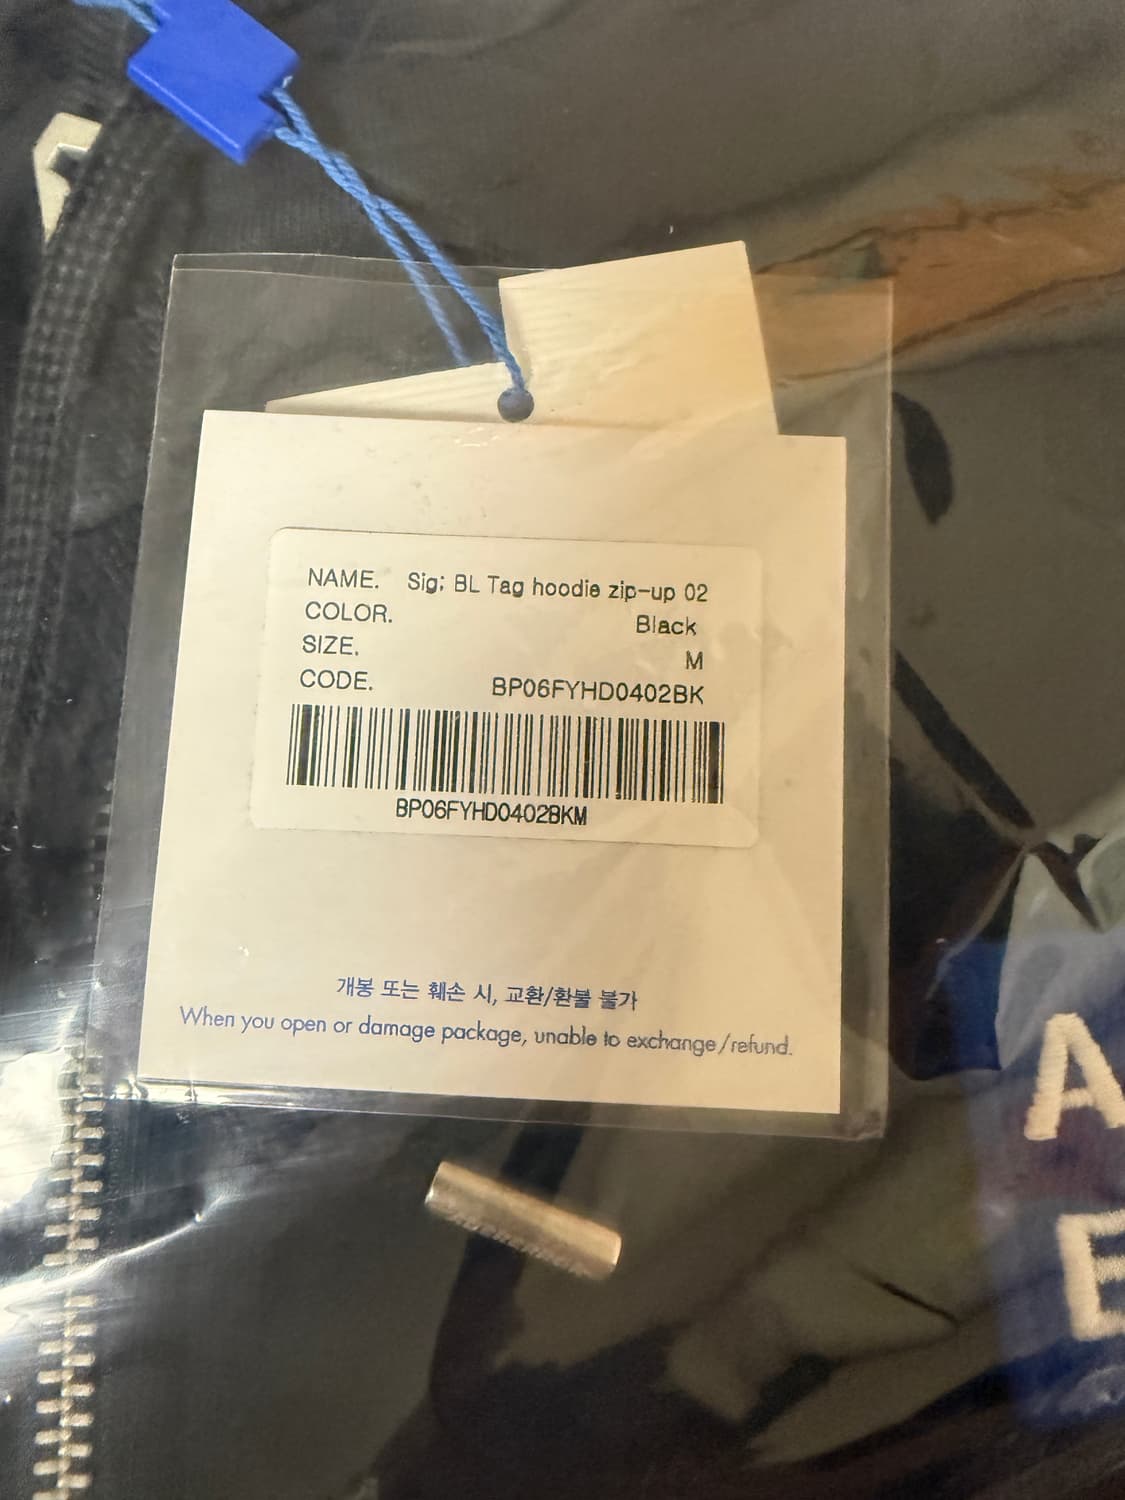 NAME. Sig; BL Tag hoodie zip-up 02
COLOR. Black
SIZE. M
CODE. BP06FYHD0402BK
BP06FYHD0402BKM
개봉 또는 훼손 시, 교환/환불 불가
When you open or damage package, unable to exchange/refund.
A
E